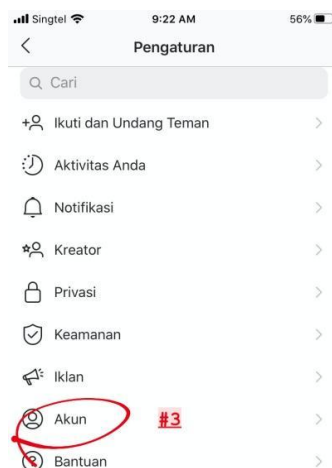 Singtel 9:22 AM 56%
Pengaturan
Cari
Ikuti dan Undang Teman
Aktivitas Anda
Notifikasi
Kreator
Privasi
Keamanan
Iklan
Akun #3
Bantuan